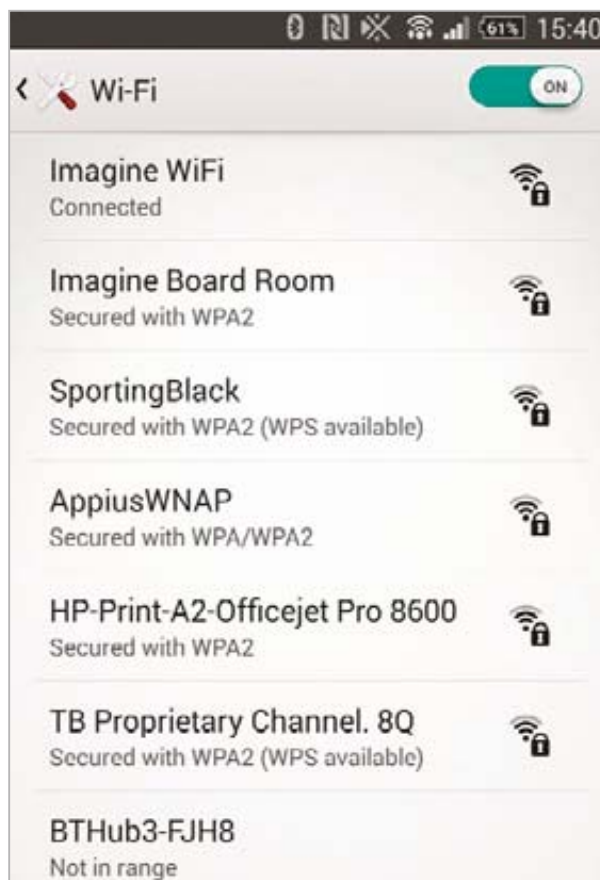 61% 15:40
Wi-Fi ON
Imagine WiFi
Connected
Imagine Board Room
Secured with WPA2
SportingBlack
Secured with WPA2 (WPS available)
AppiusWNAP
Secured with WPA/WPA2
HP-Print-A2-Officejet Pro 8600
Secured with WPA2
TB Proprietary Channel. 8Q
Secured with WPA2 (WPS available)
BTHub3-FJH8
Not in range